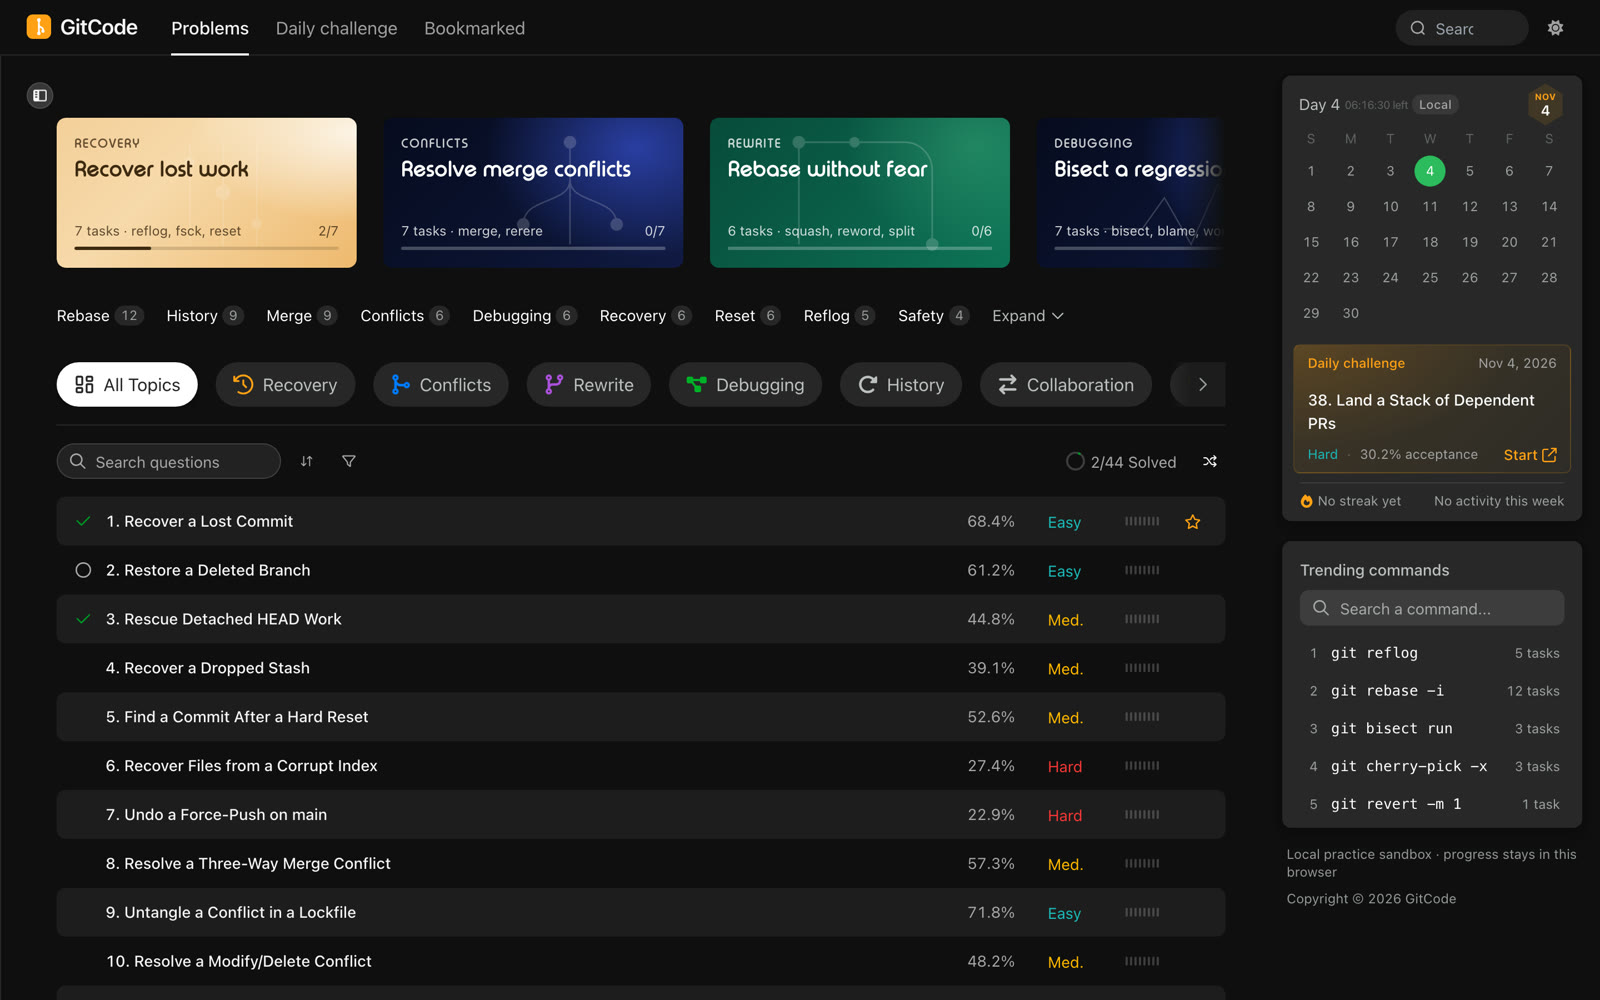 GitCode
Problems
Daily challenge
Bookmarked
RECOVERY
Recover lost work
7 tasks · reflog, fsck, reset
2/7
CONFLICTS
Resolve merge conflicts
7 tasks · merge, rerere
0/7
REWRITE
Rebase without fear
6 tasks · squash, reword, split
0/6
DEBUGGING
Bisect a regressio
7 tasks · bisect, blame, wo
Rebase 12
History 9
Merge 9
Conflicts 6
Debugging 6
Recovery 6
Reset 6
Reflog 5
Safety 4
Expand
All Topics
Recovery
Conflicts
Rewrite
Debugging
History
Collaboration
Search questions
2/44 Solved
1. Recover a Lost Commit 68.4% Easy
2. Restore a Deleted Branch 61.2% Easy
3. Rescue Detached HEAD Work 44.8% Med.
4. Recover a Dropped Stash 39.1% Med.
5. Find a Commit After a Hard Reset 52.6% Med.
6. Recover Files from a Corrupt Index 27.4% Hard
7. Undo a Force-Push on main 22.9% Hard
8. Resolve a Three-Way Merge Conflict 57.3% Med.
9. Untangle a Conflict in a Lockfile 71.8% Easy
10. Resolve a Modify/Delete Conflict 48.2% Med.
Day 4 06:16:30 left Local
NOV
4
S M T W T F S
1 2 3 4 5 6 7
8 9 10 11 12 13 14
15 16 17 18 19 20 21
22 23 24 25 26 27 28
29 30
Daily challenge Nov 4, 2026
38. Land a Stack of Dependent
PRs
Hard · 30.2% acceptance Start
No streak yet No activity this week
Trending commands
Search a command...
1 git reflog 5 tasks
2 git rebase -i 12 tasks
3 git bisect run 3 tasks
4 git cherry-pick -x 3 tasks
5 git revert -m 1 1 task
Local practice sandbox · progress stays in this
browser
Copyright © 2026 GitCode